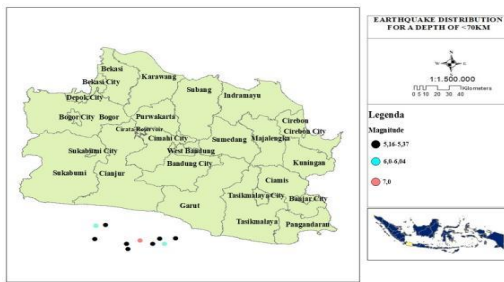 EARTHQUAKE DISTRIBUTION
FOR A DEPTH OF <70KM
N
1:1.500.000
0 5 10 20 30 40
Kilometers
Legenda
Magnitude
5,16-5,37
6,0-6,04
7,0
Bekasi
Bekasi City
Karawang
Subang
Indramayu
Depok City
Bogor City
Bogor
Purwakarta
Cirata Reservoir
Cimahi City
Sumedang
Majalengka
Cirebon
Cirebon City
Sukabumi City
West Bandung
Bandung City
Kuningan
Sukabumi
Cianjur
Ciamis
Garut
Tasikmalaya City
Banjar City
Tasikmalaya
Pangandaran